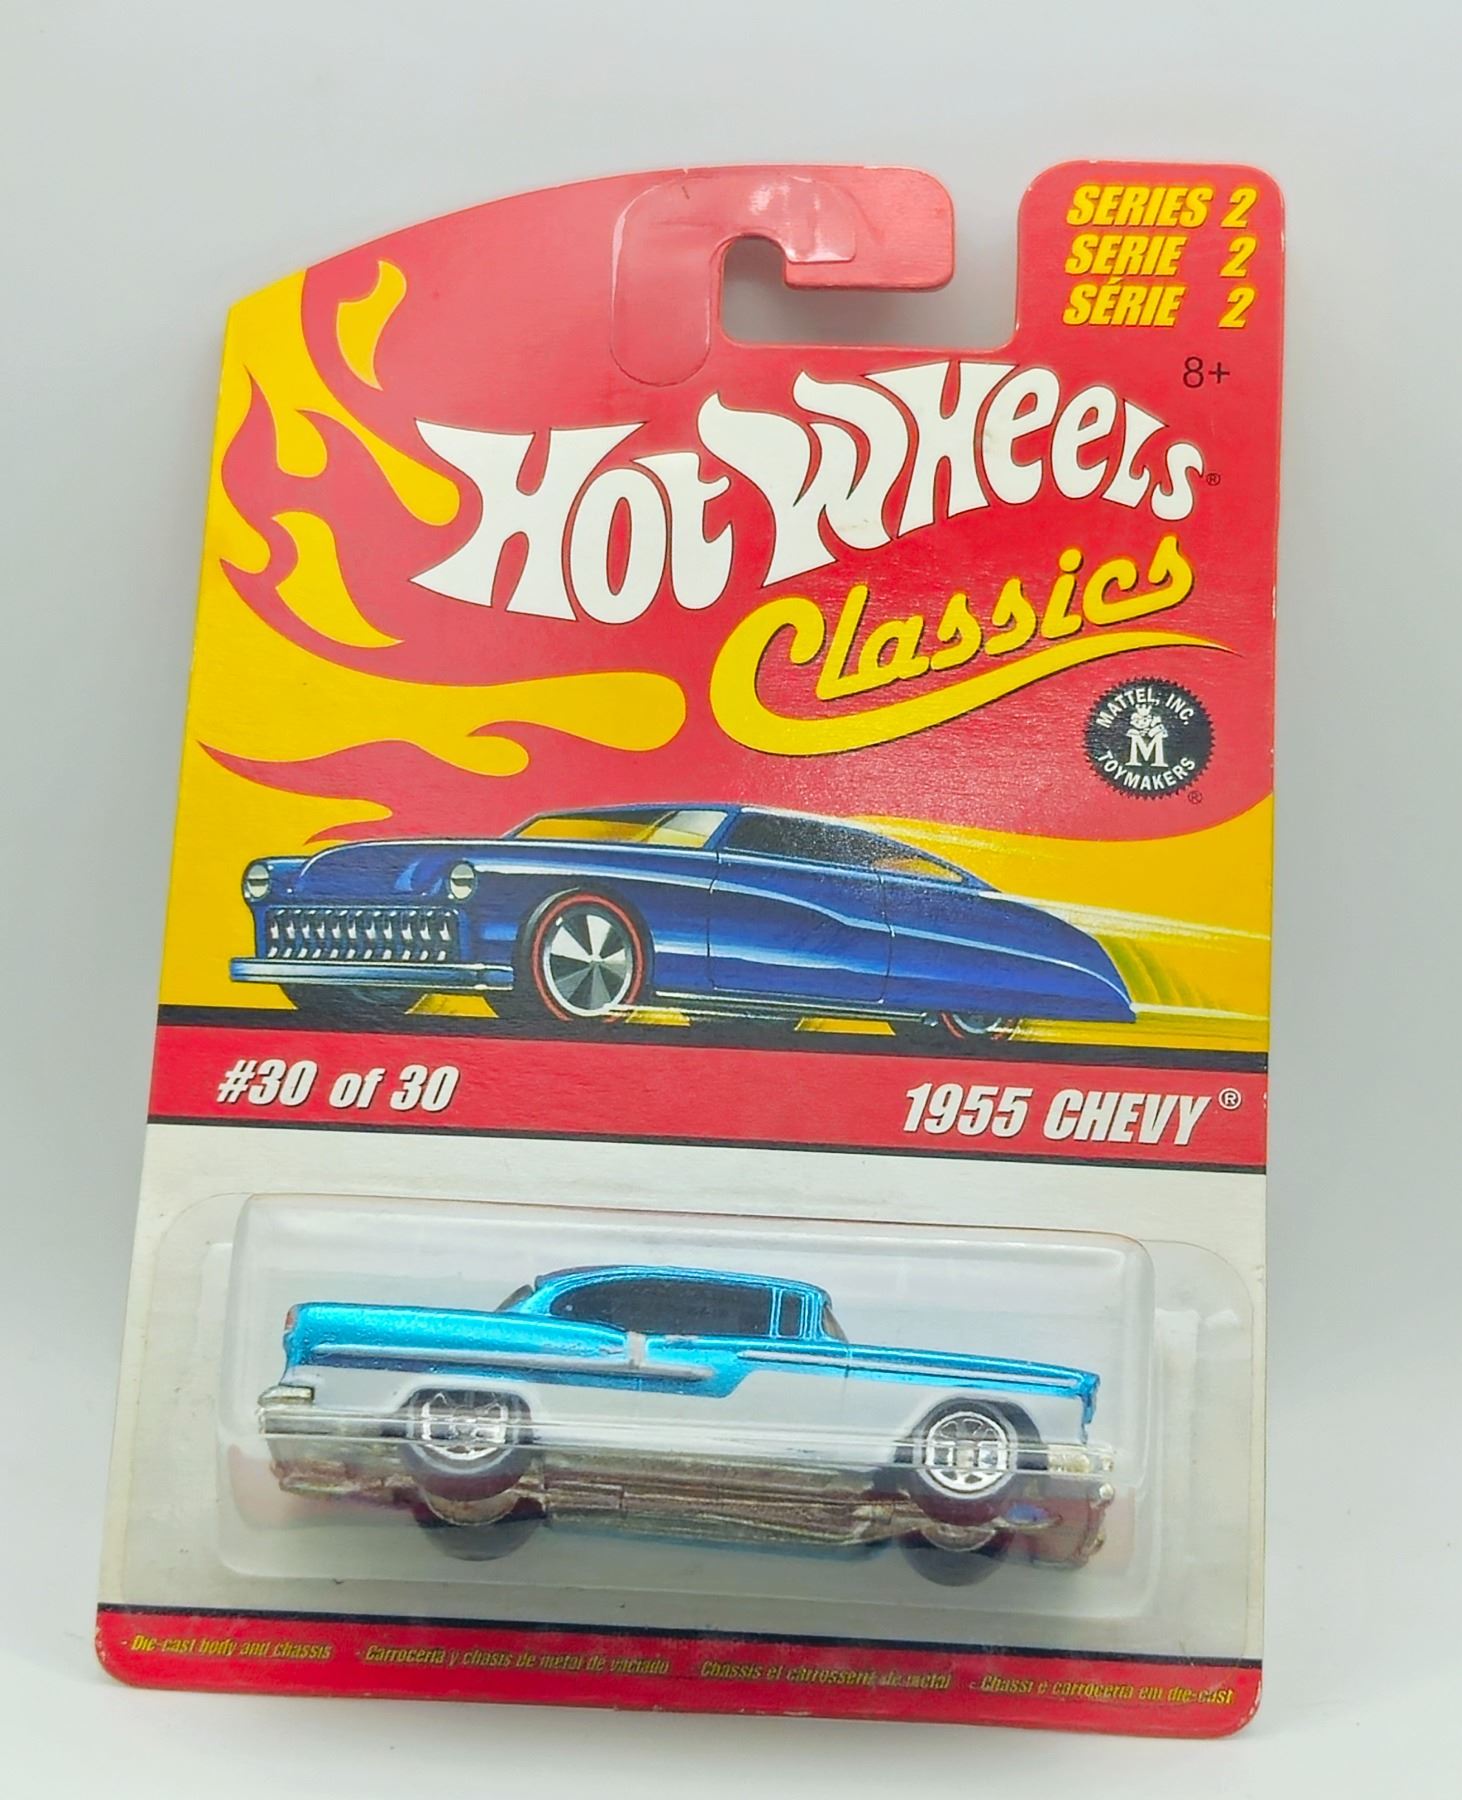 SERIES 2
SERIE 2
SÉRIE 2
8+
HOT WHEELS®
Classics
MATTEL, INC.
M
TOYMAKERS
®
#30 of 30
1955 CHEVY®
- Die-cast body and chassis - Carrocería y chasis de metal de vaciado - Châssis et carrosserie de métal - Chassi e carroceria em die-cast